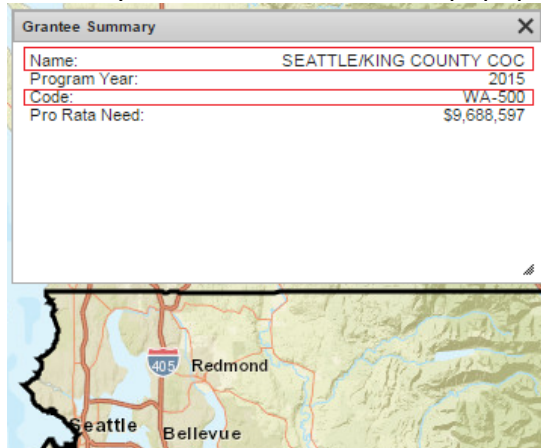 Grantee Summary
Name: SEATTLE/KING COUNTY COC
Program Year: 2015
Code: WA-500
Pro Rata Need: $9,688,597
405 Redmond
Seattle
Bellevue